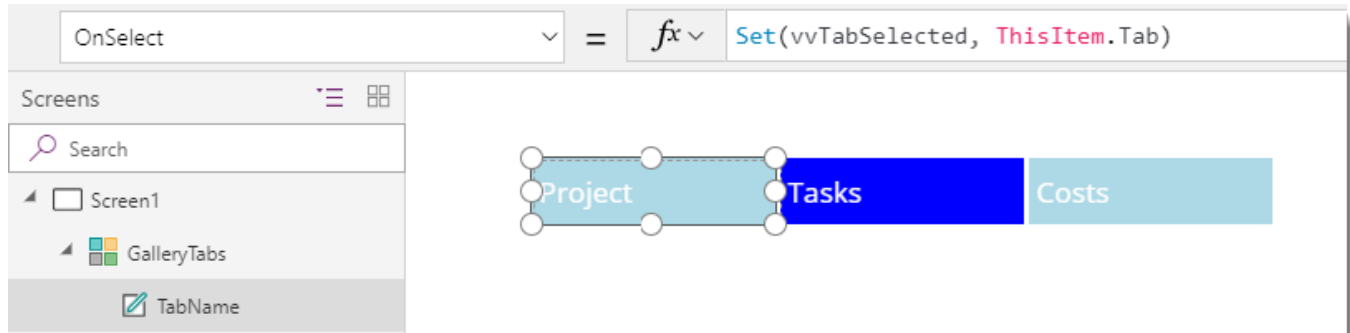 OnSelect = fx Set(vvTabSelected, ThisItem.Tab)
Screens
Search
Screen1
GalleryTabs
TabName
Project Tasks Costs